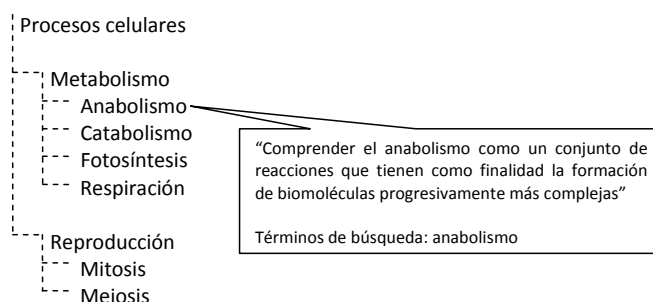 Procesos celulares
Metabolismo
Anabolismo
Catabolismo
Fotosíntesis
Respiración
“Comprender el anabolismo como un conjunto de
reacciones que tienen como finalidad la formación
de biomoléculas progresivamente más complejas”
Términos de búsqueda: anabolismo
Reproducción
Mitosis
Meiosis